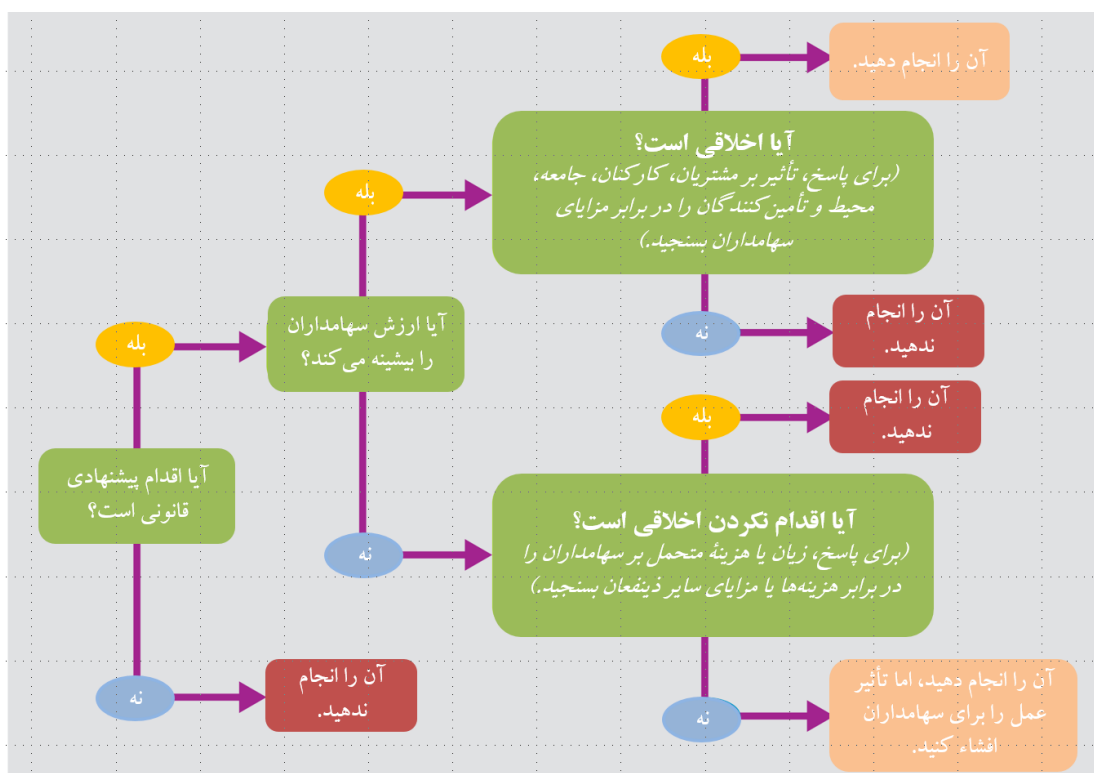 بله
آن را انجام دهید.
آیا اخلاقی است؟
(برای پاسخ، تأثیر بر مشتریان، کارکنان، جامعه،
محیط و تأمین‌کنندگان را در برابر مزایای
سهامداران بسنجید.)
بله
نه
آن را انجام
ندهید.
آیا ارزش سهامداران
را بیشینه می‌کند؟
بله
بله
آن را انجام
ندهید.
آیا اقدام پیشنهادی
قانونی است؟
آیا اقدام نکردن اخلاقی است؟
(برای پاسخ، زیان یا هزینهٔ متحمل بر سهامداران را
در برابر هزینه‌ها یا مزایای سایر ذینفعان بسنجید.)
نه
نه
آن را انجام
ندهید.
نه
آن را انجام دهید، اما تأثیر
عمل را برای سهامداران
افشاء کنید.